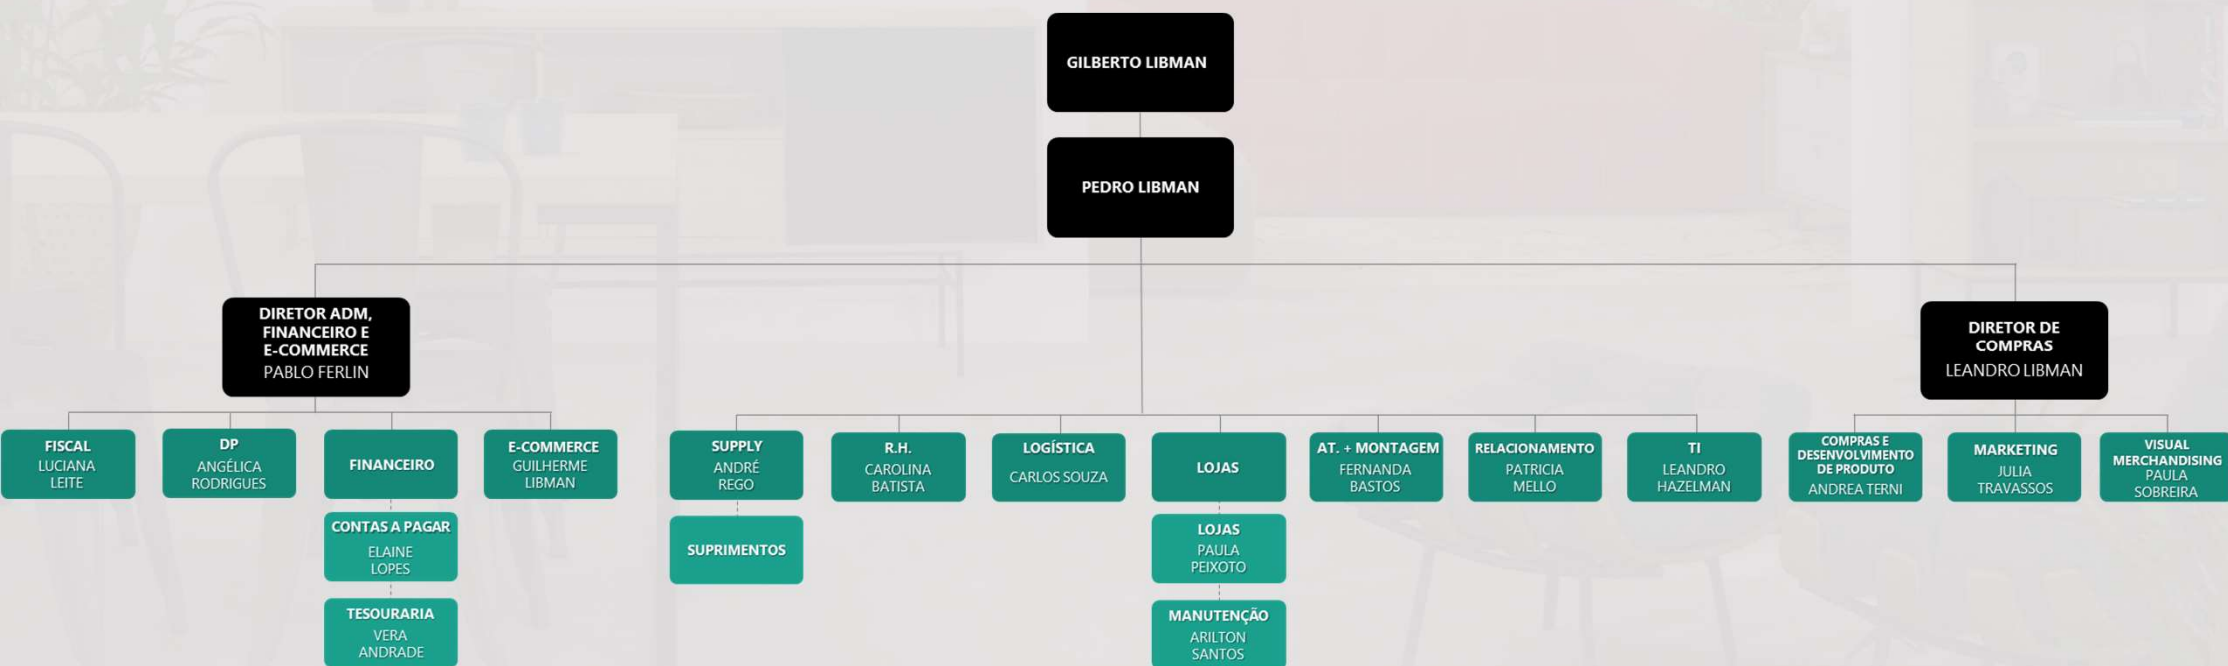 GILBERTO LIBMAN
PEDRO LIBMAN
DIRETOR ADM,
FINANCEIRO E
E-COMMERCE
PABLO FERLIN
DIRETOR DE
COMPRAS
LEANDRO LIBMAN
FISCAL
LUCIANA
LEITE
DP
ANGÉLICA
RODRIGUES
FINANCEIRO
E-COMMERCE
GUILHERME
LIBMAN
SUPPLY
ANDRÉ
REGO
R.H.
CAROLINA
BATISTA
LOGÍSTICA
CARLOS SOUZA
LOJAS
AT. + MONTAGEM
FERNANDA
BASTOS
RELACIONAMENTO
PATRICIA
MELLO
TI
LEANDRO
HAZELMAN
COMPRAS E
DESENVOLVIMENTO
DE PRODUTO
ANDREA TERNI
MARKETING
JULIA
TRAVASSOS
VISUAL
MERCHANDISING
PAULA
SOBREIRA
CONTAS A PAGAR
ELAINE
LOPES
SUPRIMENTOS
LOJAS
PAULA
PEIXOTO
TESOURARIA
VERA
ANDRADE
MANUTENÇÃO
ARILTON
SANTOS